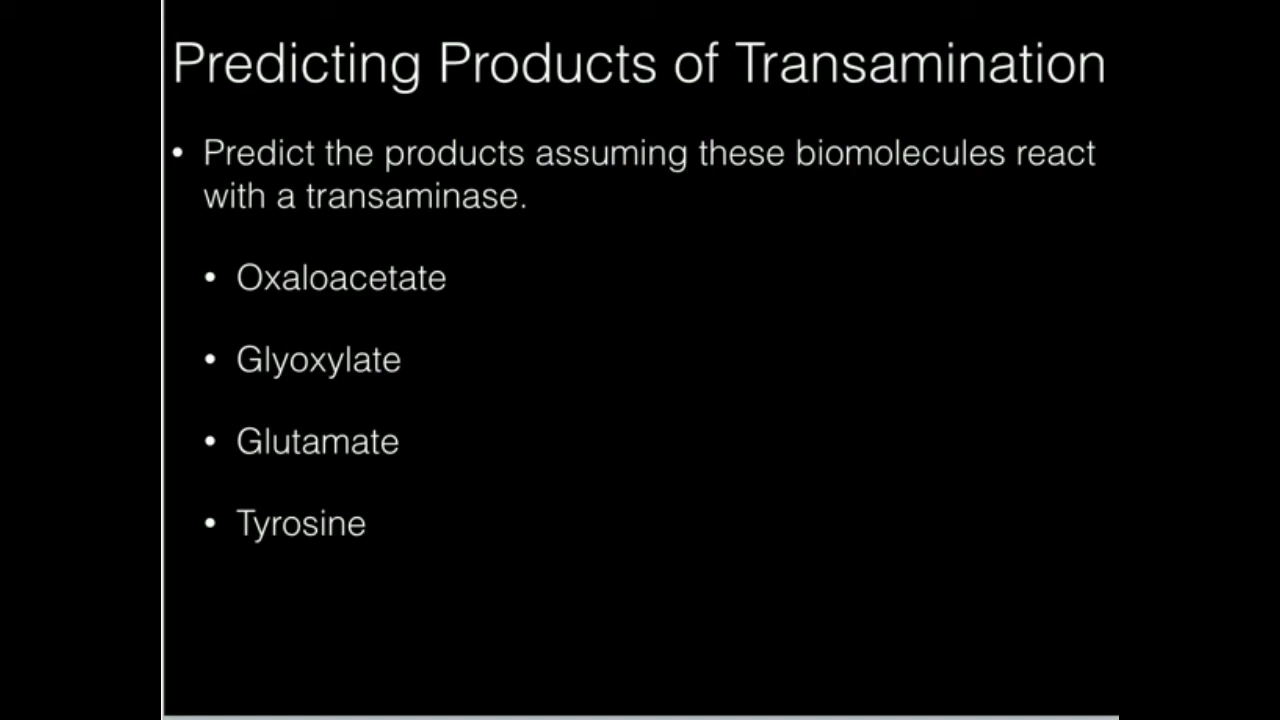 Predicting Products of Transamination
• Predict the products assuming these biomolecules react
with a transaminase.
• Oxaloacetate
• Glyoxylate
• Glutamate
• Tyrosine